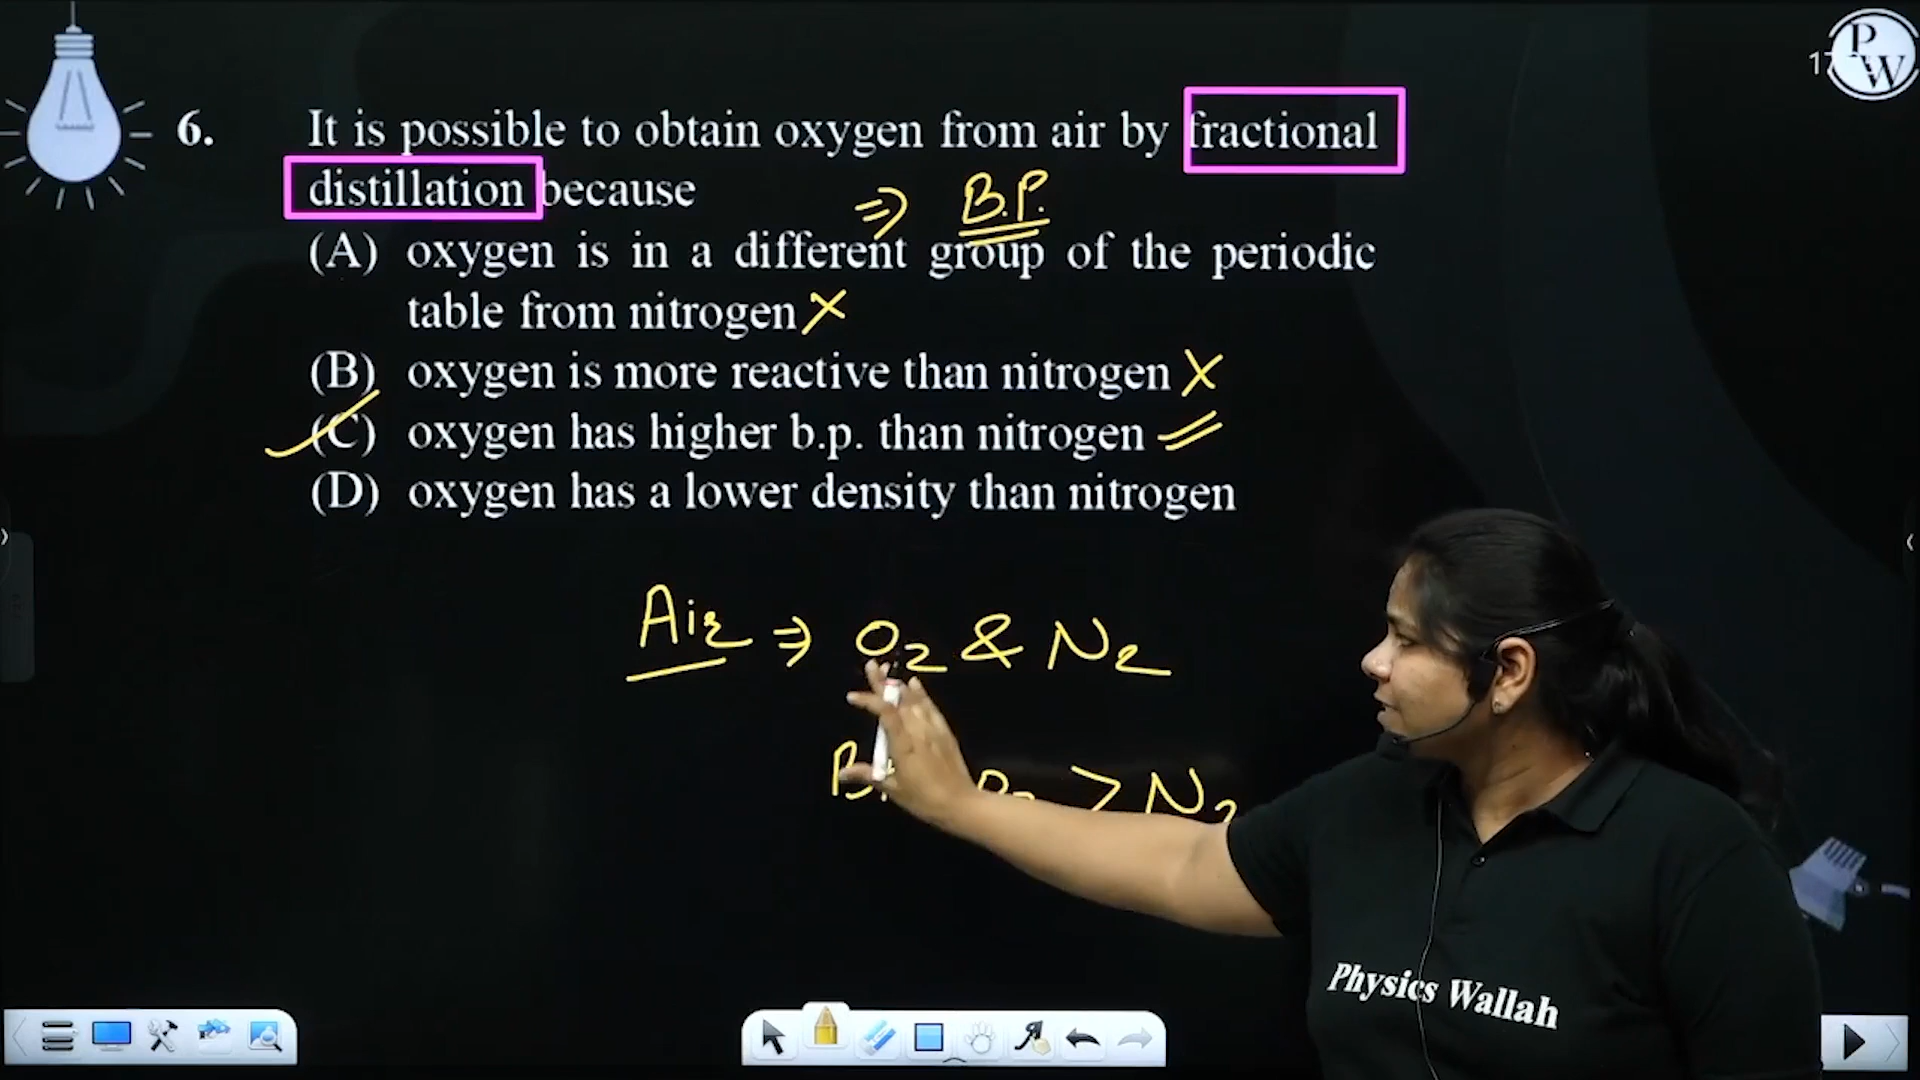 P
W
17
6. It is possible to obtain oxygen from air by fractional
distillation because
⇒ B.P.
(A) oxygen is in a different group of the periodic
table from nitrogen ×
(B) oxygen is more reactive than nitrogen ×
(C) oxygen has higher b.p. than nitrogen
(D) oxygen has a lower density than nitrogen
Air ⇒ O2 & N2
> N2
Physics Wallah